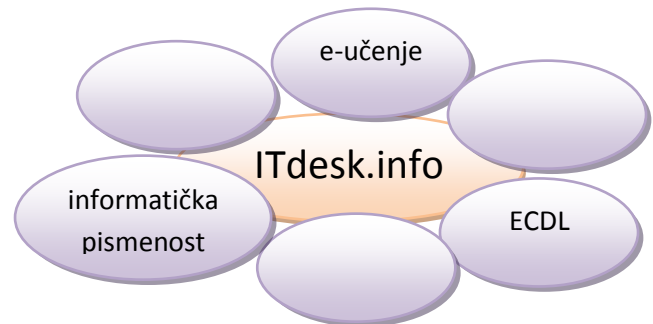 e-učenje
ITdesk.info
informatička
pismenost
ECDL